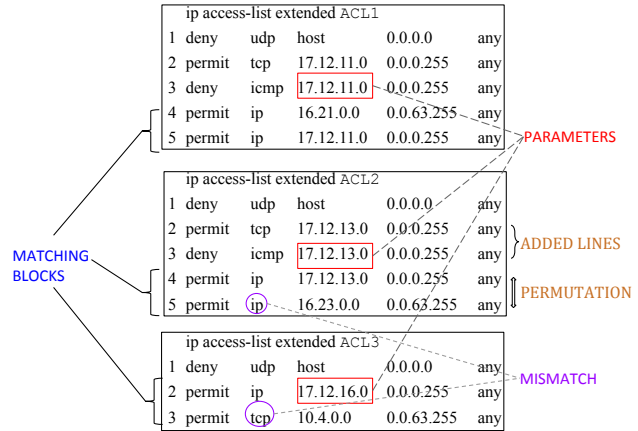 ip access-list extended ACL1
1 deny udp host 0.0.0.0 any
2 permit tcp 17.12.11.0 0.0.0.255 any
3 deny icmp 17.12.11.0 0.0.0.255 any
4 permit ip 16.21.0.0 0.0.63.255 any
5 permit ip 17.12.11.0 0.0.0.255 any
PARAMETERS
ip access-list extended ACL2
1 deny udp host 0.0.0.0 any
2 permit tcp 17.12.13.0 0.0.0.255 any
3 deny icmp 17.12.13.0 0.0.0.255 any
4 permit ip 17.12.13.0 0.0.0.255 any
5 permit ip 16.23.0.0 0.0.63.255 any
ADDED LINES
PERMUTATION
MATCHING
BLOCKS
ip access-list extended ACL3
1 deny udp host 0.0.0.0 any
2 permit ip 17.12.16.0 0.0.0.255 any
3 permit tcp 10.4.0.0 0.0.63.255 any
MISMATCH